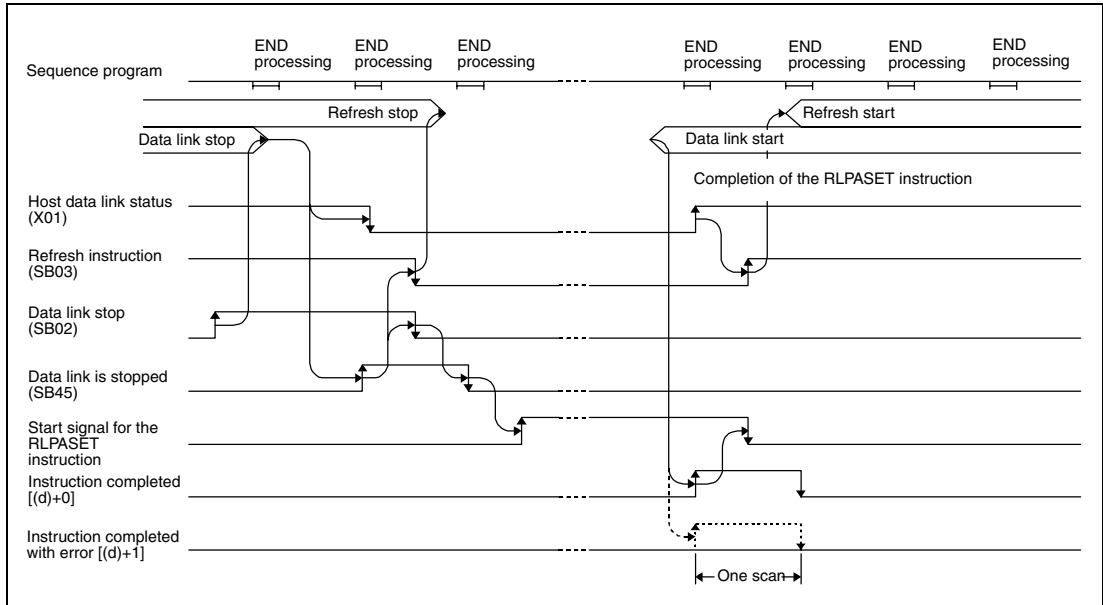 END
processing
END
processing
END
processing
END
processing
END
processing
END
processing
END
processing
Sequence program
Refresh stop
Refresh start
Data link stop
Data link start
Completion of the RLPASET instruction
Host data link status
(X01)
Refresh instruction
(SB03)
Data link stop
(SB02)
Data link is stopped
(SB45)
Start signal for the
RLPASET
instruction
Instruction completed
[(d)+0]
Instruction completed
with error [(d)+1]
One scan